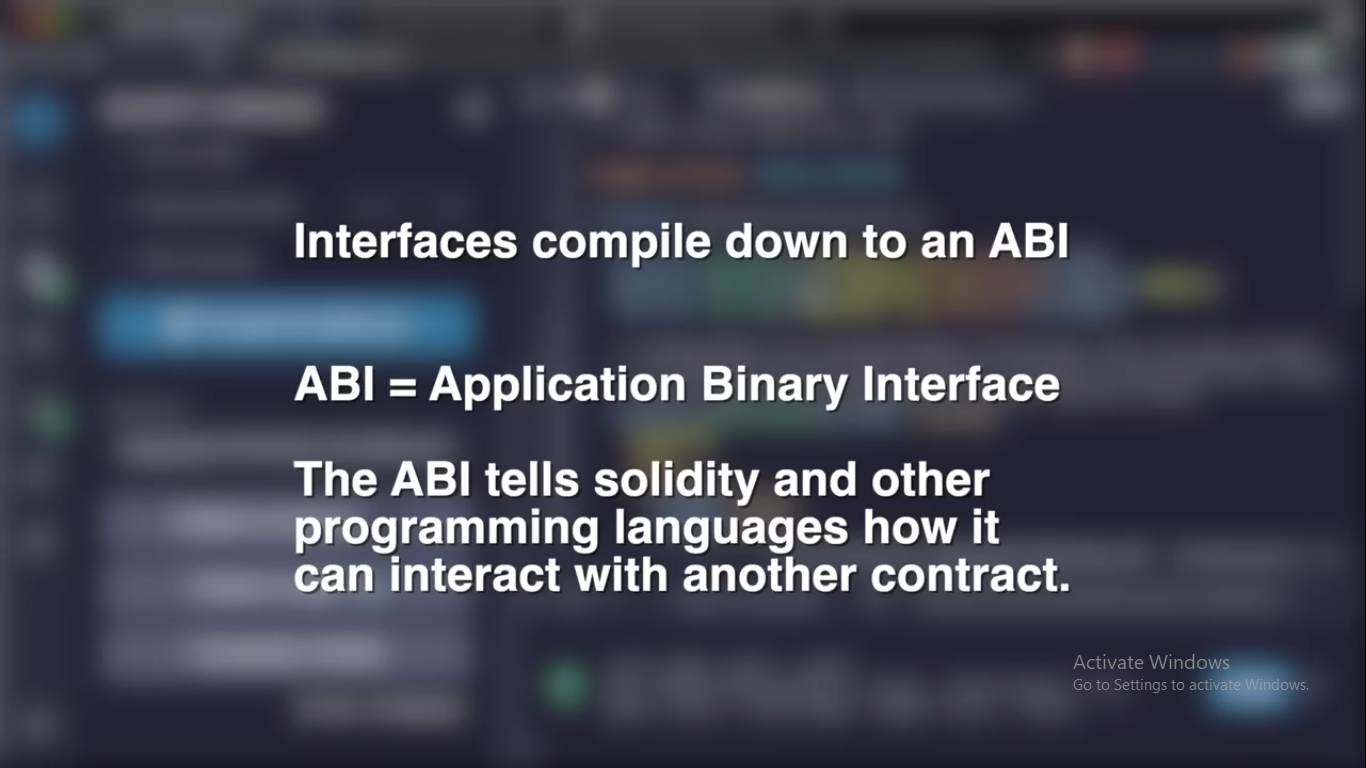 Interfaces compile down to an ABI
ABI = Application Binary Interface
The ABI tells solidity and other
programming languages how it
can interact with another contract.
Activate Windows
Go to Settings to activate Windows.